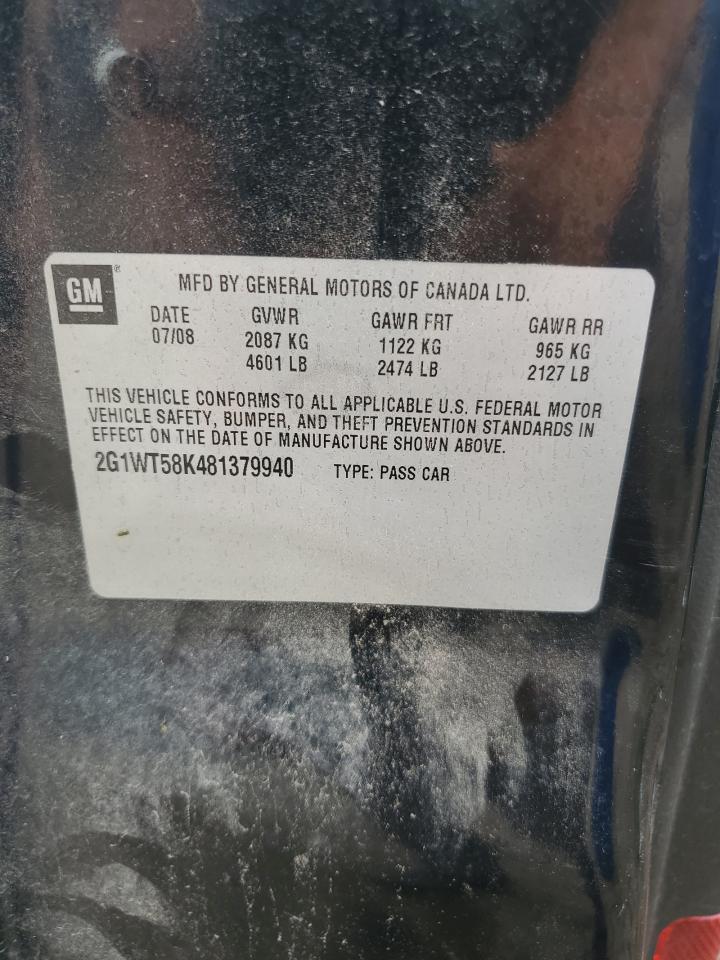 GM®
MFD BY GENERAL MOTORS OF CANADA LTD.
DATE GVWR GAWR FRT GAWR RR
07/08 2087 KG 1122 KG 965 KG
4601 LB 2474 LB 2127 LB
THIS VEHICLE CONFORMS TO ALL APPLICABLE U.S. FEDERAL MOTOR
VEHICLE SAFETY, BUMPER, AND THEFT PREVENTION STANDARDS IN
EFFECT ON THE DATE OF MANUFACTURE SHOWN ABOVE.
2G1WT58K481379940 TYPE: PASS CAR